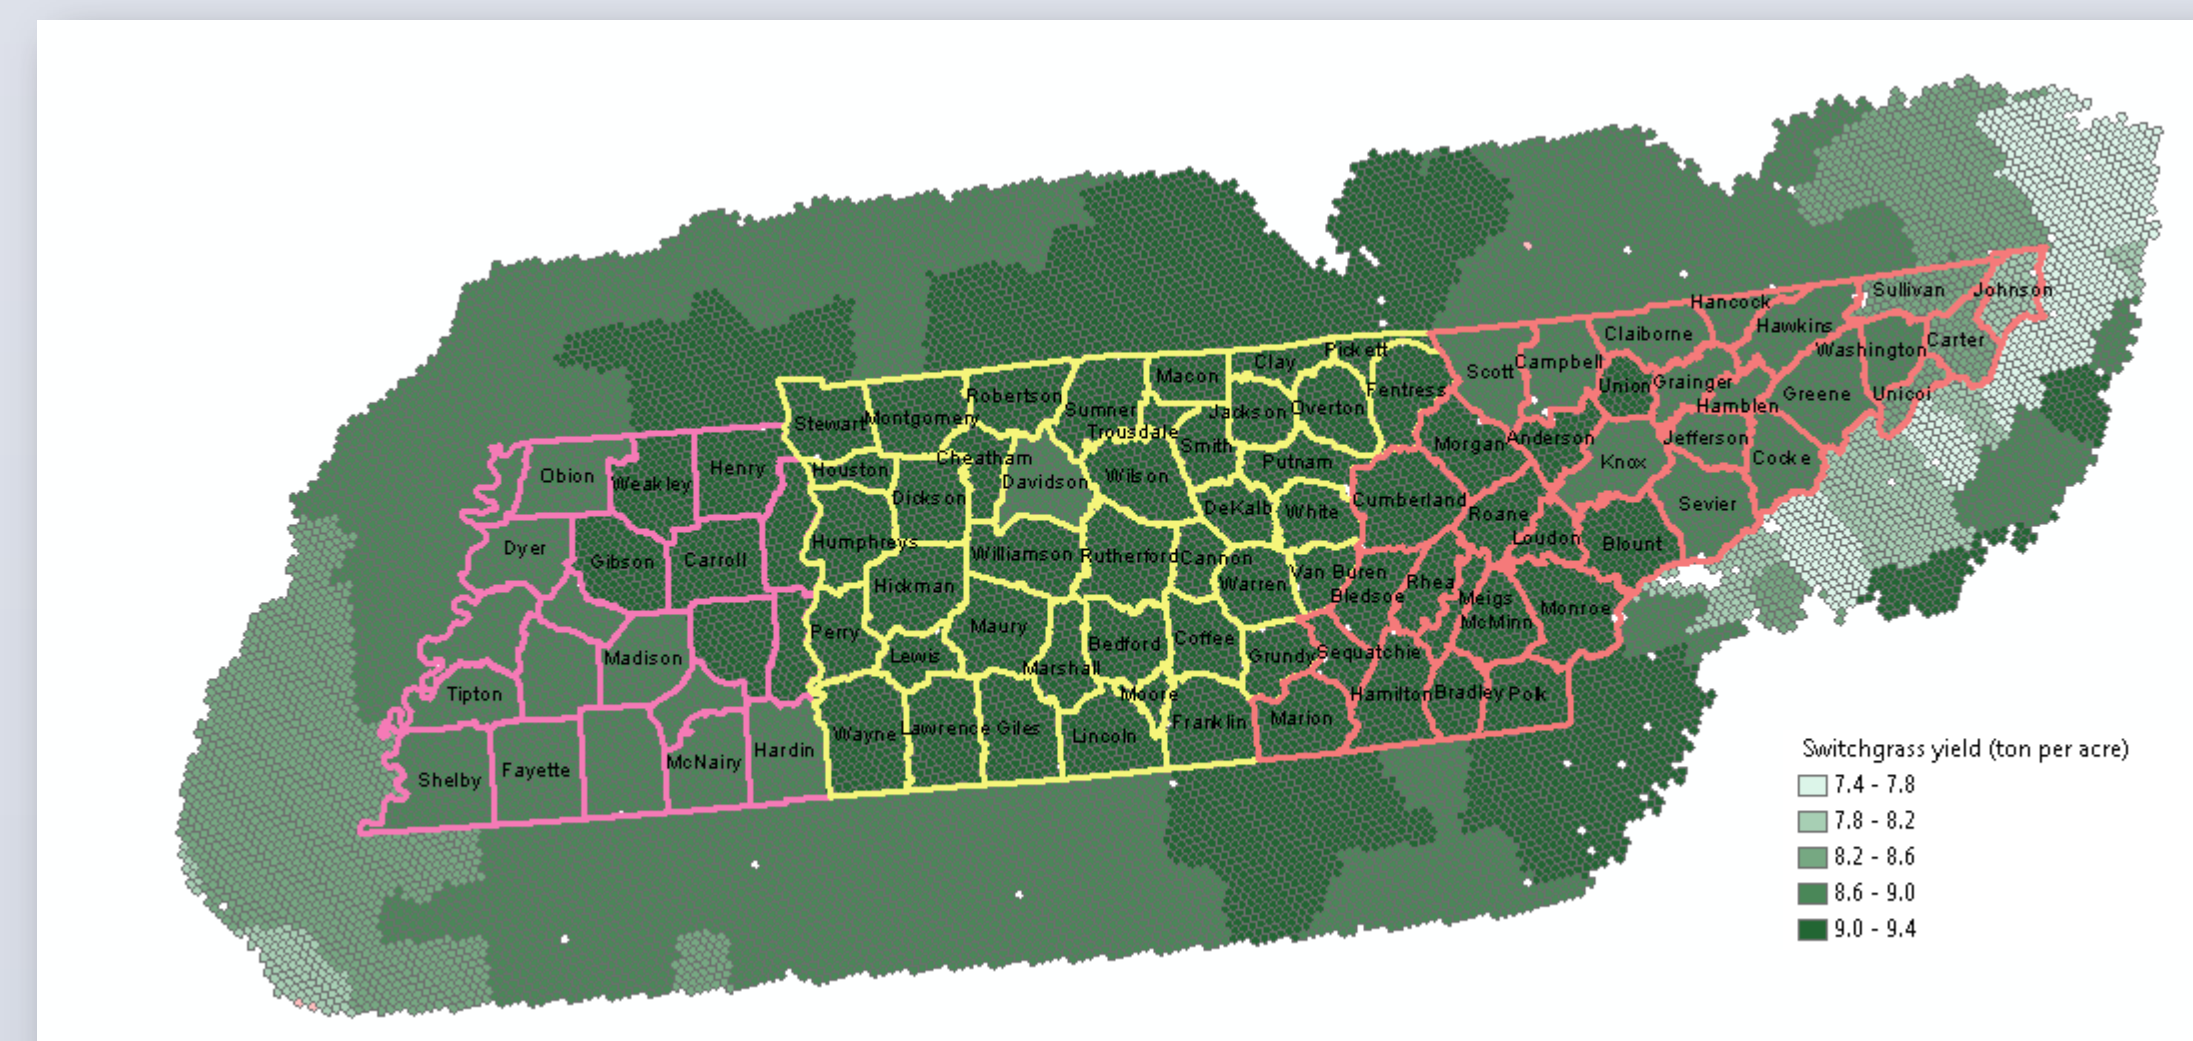 Hancock
Sullivan
Johnson
Hawkins
Claiborne
Washington
Carter
Pickett
Clay
Scott
Campbell
Macon
Fentress
Union
Grainger
Greene
Unicoi
Robertson
Hamblen
Stewart
Montgomery
Sumner
Jackson
Overton
Trousdale
Smith
Morgan
Anderson
Jefferson
Cheatham
Putnam
Knox
Cocke
Obion
Weakley
Henry
Houston
Davidson
Wilson
Dickson
DeKalb
White
Cumberland
Roane
Sevier
Dyer
Gibson
Carroll
Humphreys
Williamson
Rutherford
Cannon
Loudon
Blount
Hickman
Warren
Van Buren
Bledsoe
Rhea
Meigs
Monroe
McMinn
Perry
Maury
Madison
Lewis
Marshall
Bedford
Coffee
Grundy
Sequatchie
Tipton
Moore
Hamilton
Bradley
Polk
Wayne
Lawrence
Giles
Lincoln
Franklin
Marion
Shelby
Fayette
McNairy
Hardin
Switchgrass yield (ton per acre)
7.4 - 7.8
7.8 - 8.2
8.2 - 8.6
8.6 - 9.0
9.0 - 9.4